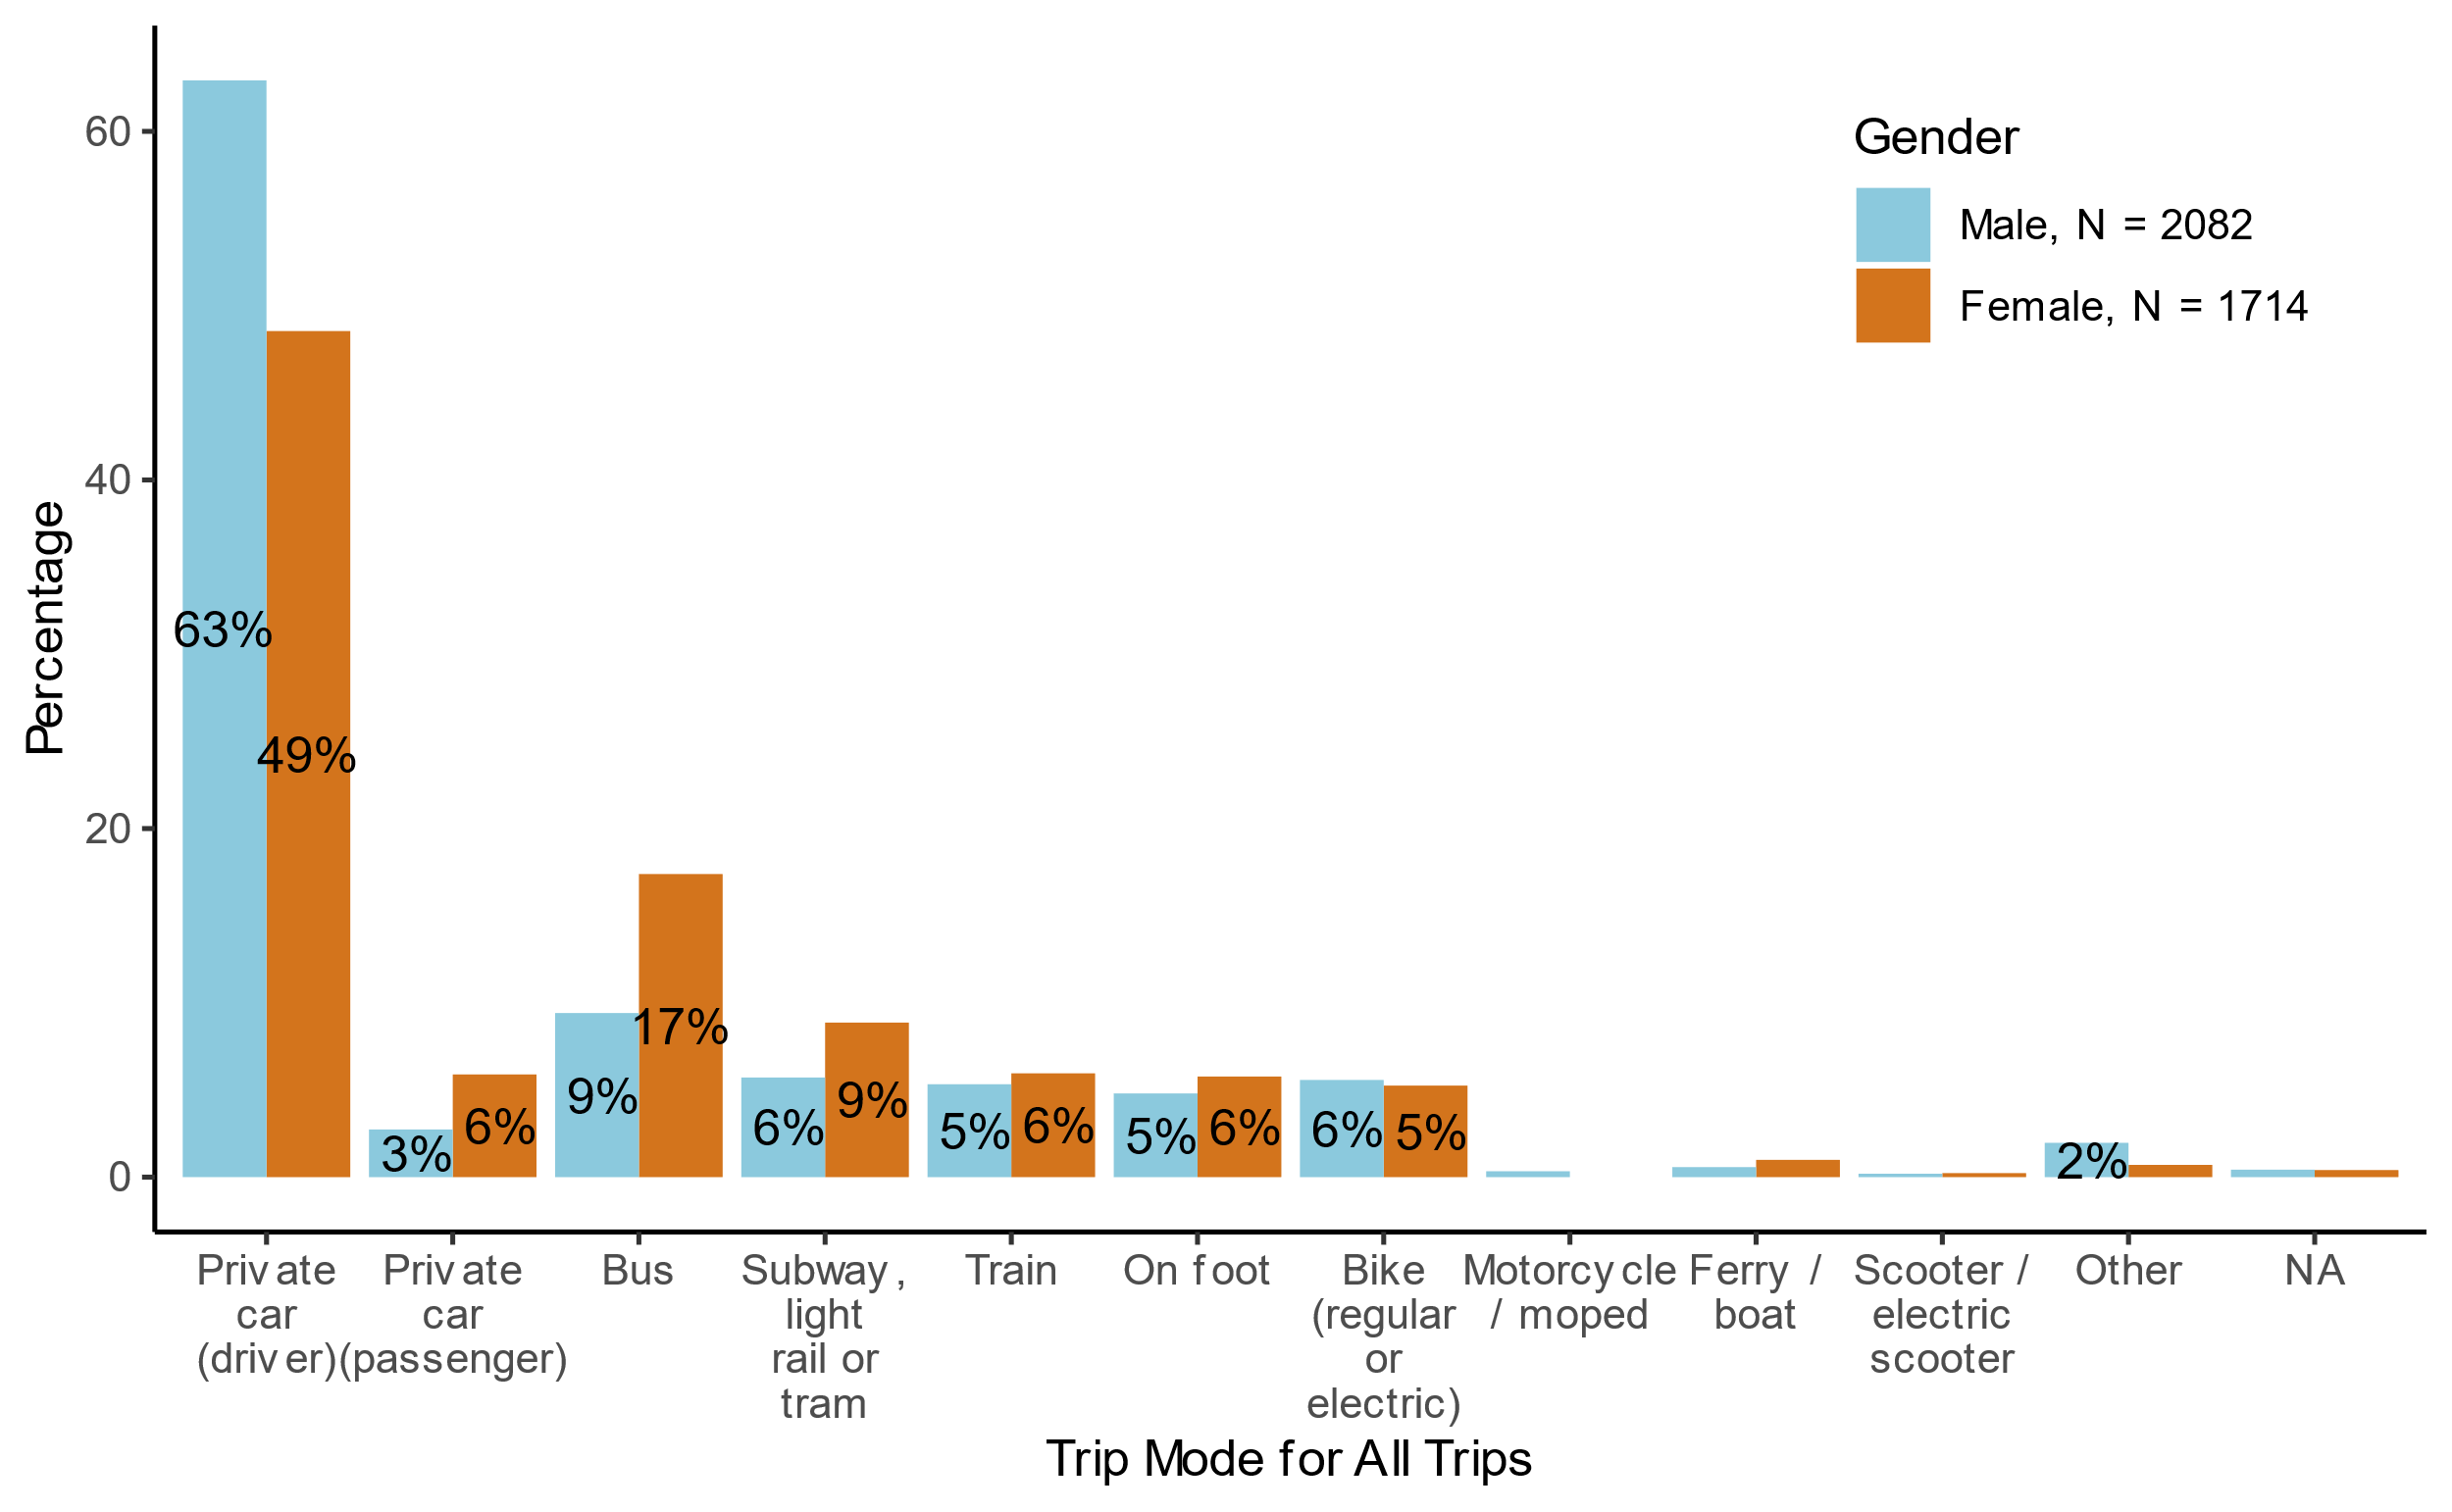 Percentage
60
40
20
0
Gender
Male, N = 2082
Female, N = 1714
63%
49%
3%
6%
9%
17%
6%
9%
5%
6%
5%
6%
6%
5%
2%
Private
car
(driver)
Private
car
(passenger)
Bus
Subway,
light
rail or
tram
Train
On foot
Bike
(regular
or
electric)
Motorcycle
/ moped
Ferry /
boat
Scooter /
electric
scooter
Other
NA
Trip Mode for All Trips